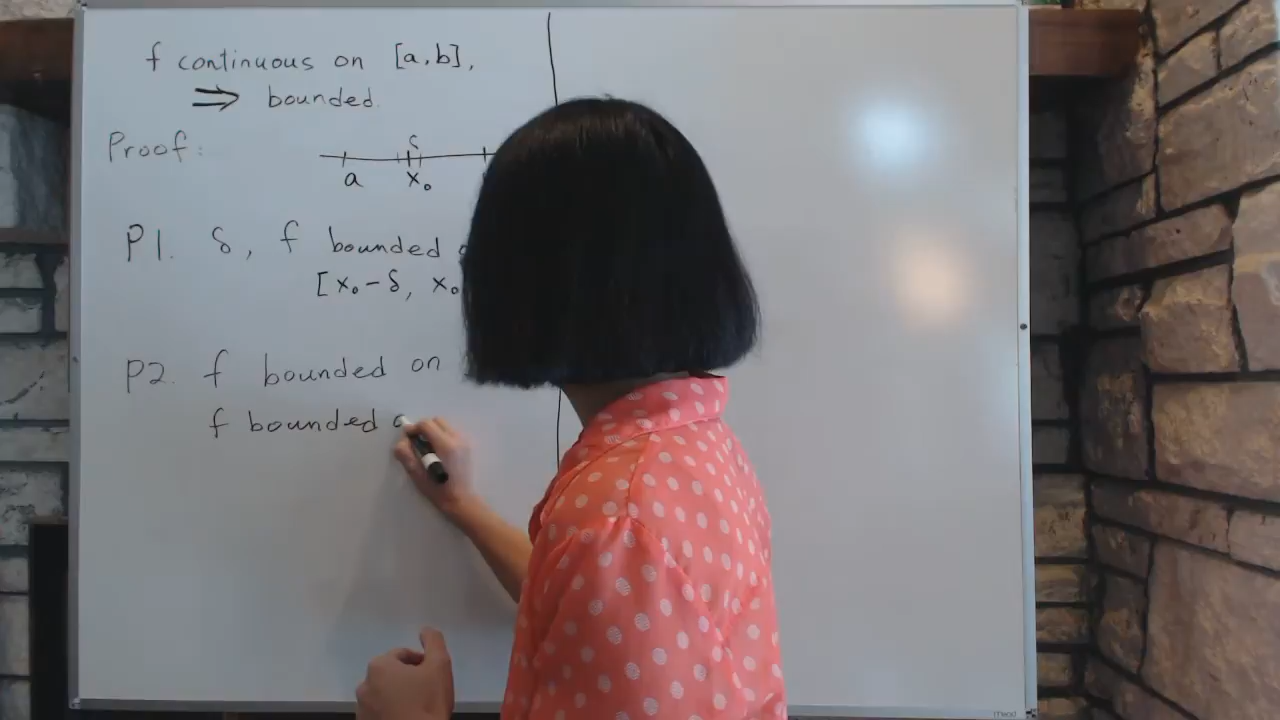 f continuous on [a,b],
⇒ bounded.
Proof:
δ
a x₀
P1. δ, f bounded
[x₀-δ, x₀
P2. f bounded on
f bounded